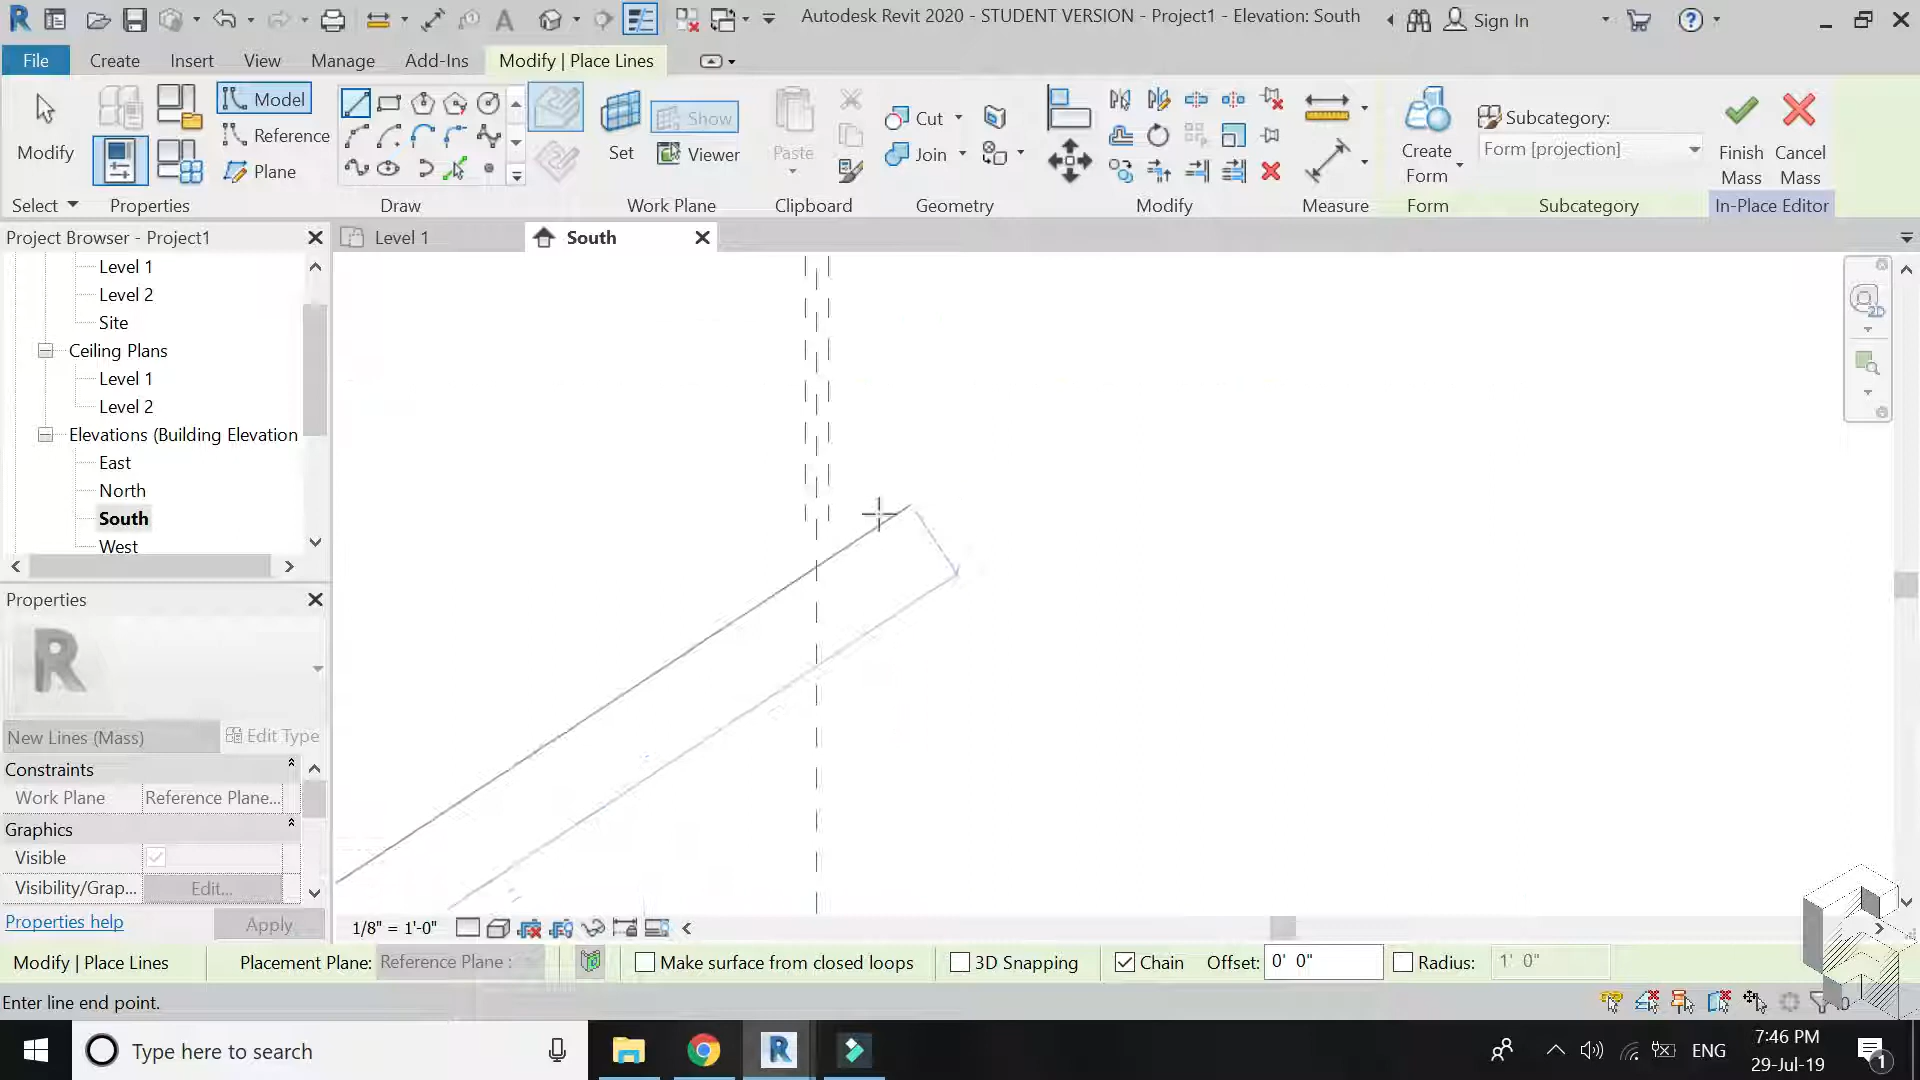 Autodesk Revit 2020 - STUDENT VERSION - Project1 - Elevation: South
Sign In
File Create Insert View Manage Add-Ins Modify | Place Lines
Modify
Model
Reference
Plane
Set
Show
Viewer
Paste
Cut
Join
Create Form
Subcategory:
Form [projection]
Finish Mass
Cancel Mass
Select Properties Draw Work Plane Clipboard Geometry Modify Measure Form Subcategory In-Place Editor
Project Browser - Project1
Level 1
South
Level 1
Level 2
Site
Ceiling Plans
Level 1
Level 2
Elevations (Building Elevation
East
North
South
West
2D
Properties
R
New Lines (Mass)
Edit Type
Constraints
Work Plane Reference Plane...
Graphics
Visible
Visibility/Grap... Edit...
Properties help
Apply
1/8" = 1'-0"
Modify | Place Lines
Placement Plane: Reference Plane :
Make surface from closed loops
3D Snapping
Chain
Offset: 0' 0"
Radius: 1' 0"
Enter line end point.
:0
Type here to search
ENG
7:46 PM
29-Jul-19
1